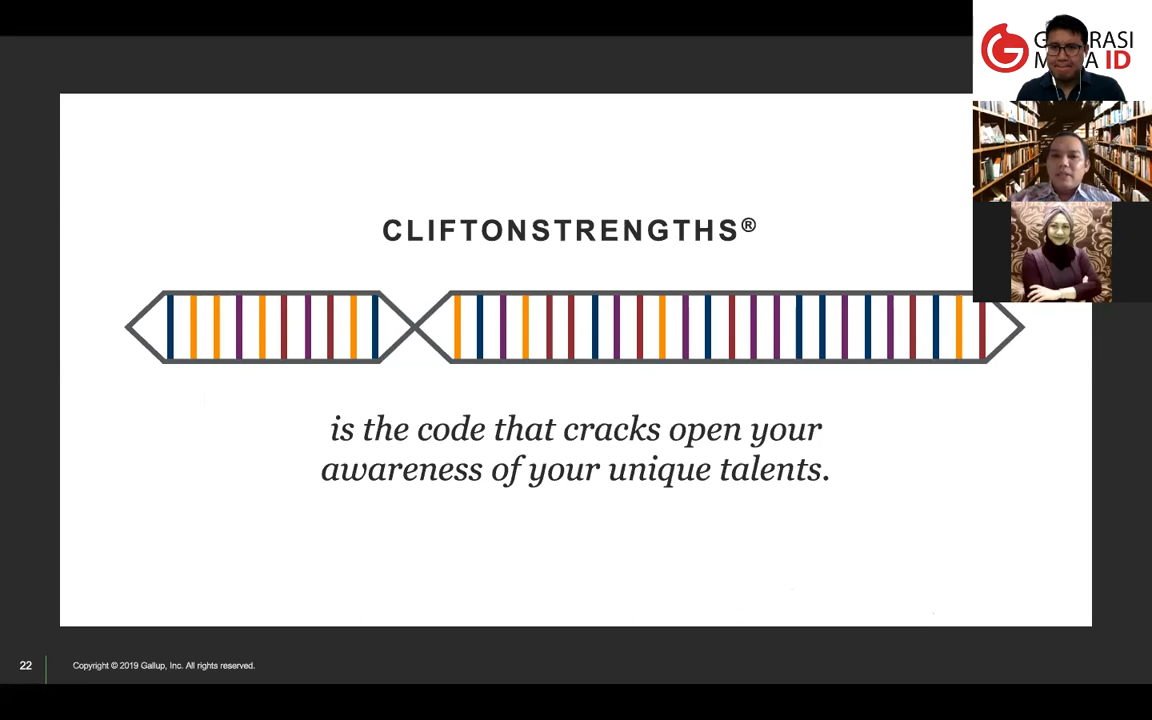 CLIFTONSTRENGTHS®
is the code that cracks open your
awareness of your unique talents.
22
Copyright © 2019 Gallup, Inc. All rights reserved.
ID